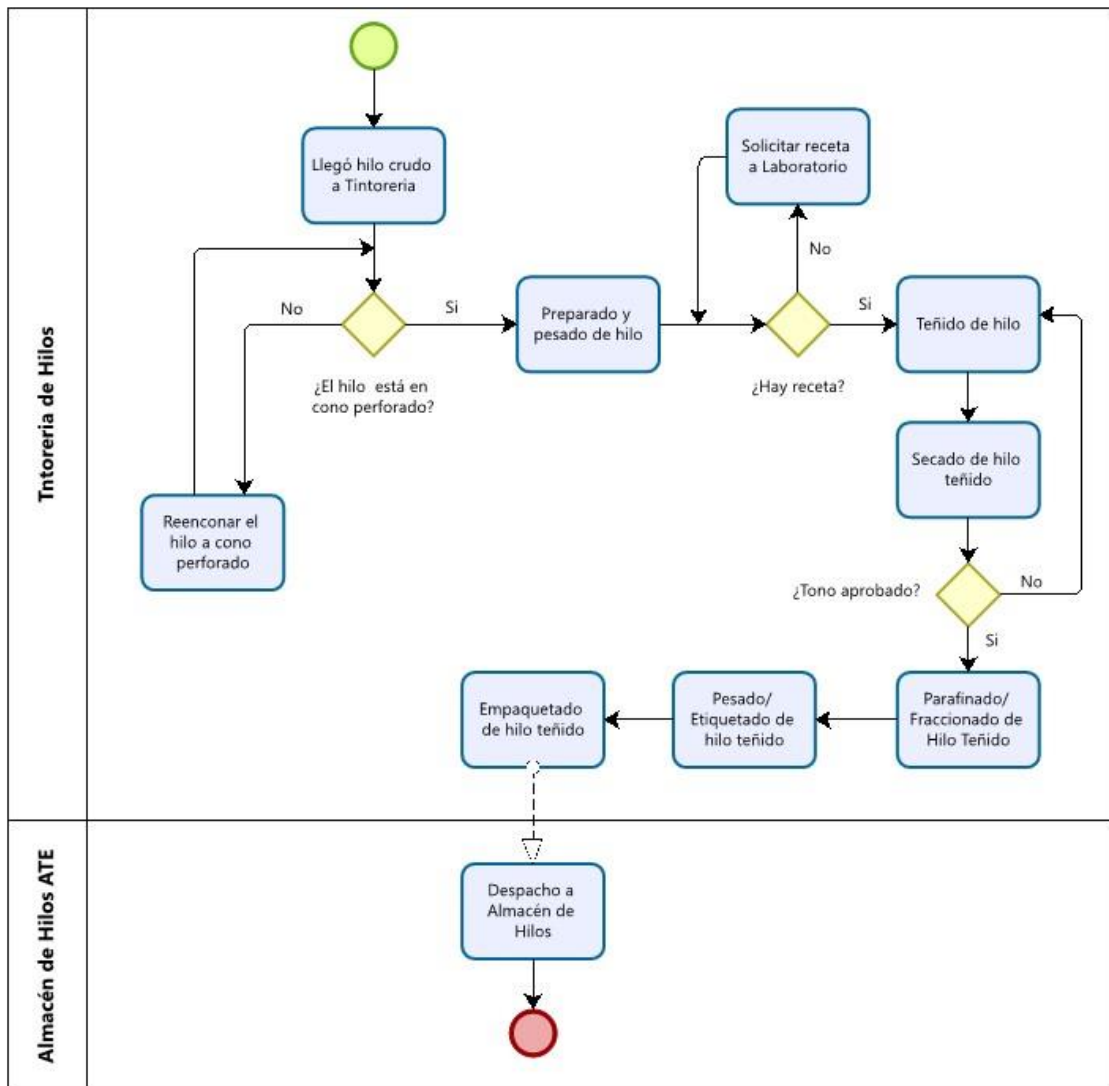 Tntoreria de Hilos
Llegó hilo crudo
a Tintoreria
Solicitar receta
a Laboratorio
No
No
Si
Preparado y
pesado de hilo
Si
Teñido de hilo
¿El hilo está en
cono perforado?
¿Hay receta?
Secado de hilo
teñido
Reenconar el
hilo a cono
perforado
¿Tono aprobado?
No
Si
Empaquetado
de hilo teñido
Pesado/
Etiquetado de
hilo teñido
Parafinado/
Fraccionado de
Hilo Teñido
Almacén de Hilos ATE
Despacho a
Almacén de
Hilos